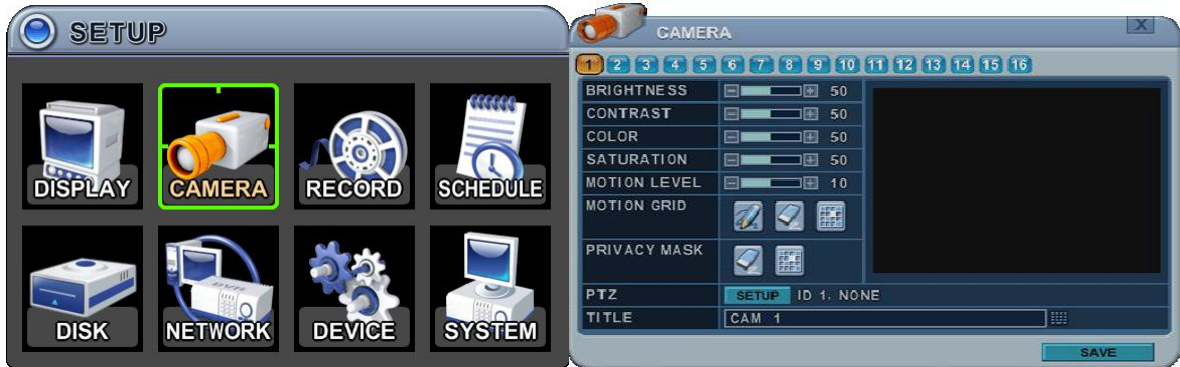 SETUP
DISPLAY CAMERA RECORD SCHEDULE
DISK NETWORK DEVICE SYSTEM
CAMERA X
1 2 3 4 5 6 7 8 9 10 11 12 13 14 15 16
BRIGHTNESS 50
CONTRAST 50
COLOR 50
SATURATION 50
MOTION LEVEL 10
MOTION GRID
PRIVACY MASK
PTZ SETUP ID 1, NONE
TITLE CAM 1
SAVE